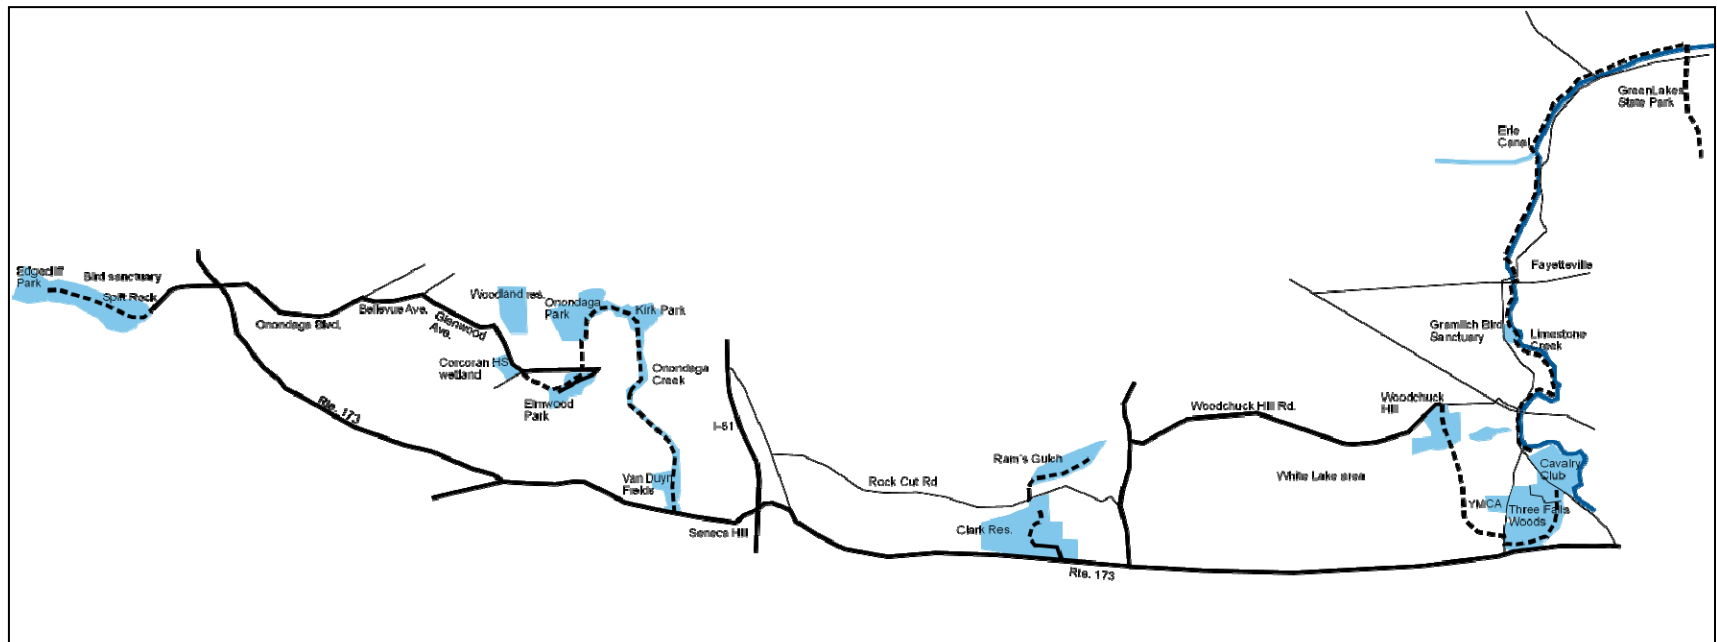 GreenLakes
State Park
Erie
Canal
Fayetteville
Edgecliff
Park
Bird sanctuary
Split Rock
Woodland res.
Onondaga
Park
Kirk Park
Bellevue Ave.
Onondaga Blvd.
Glenwood
Ave.
Gramlich Bird
Sanctuary
Limestone
Creek
Corcoran HS
wetland
Onondaga
Creek
Elmwood
Park
Rte. 173
I-81
Woodchuck Hill Rd.
Woodchuck
Hill
Ram's Gulch
Rock Cut Rd
White Lake area
Cavalry
Club
Van Duyn
Fields
YMCA
Three Falls
Woods
Seneca Hill
Clark Res.
Rte. 173